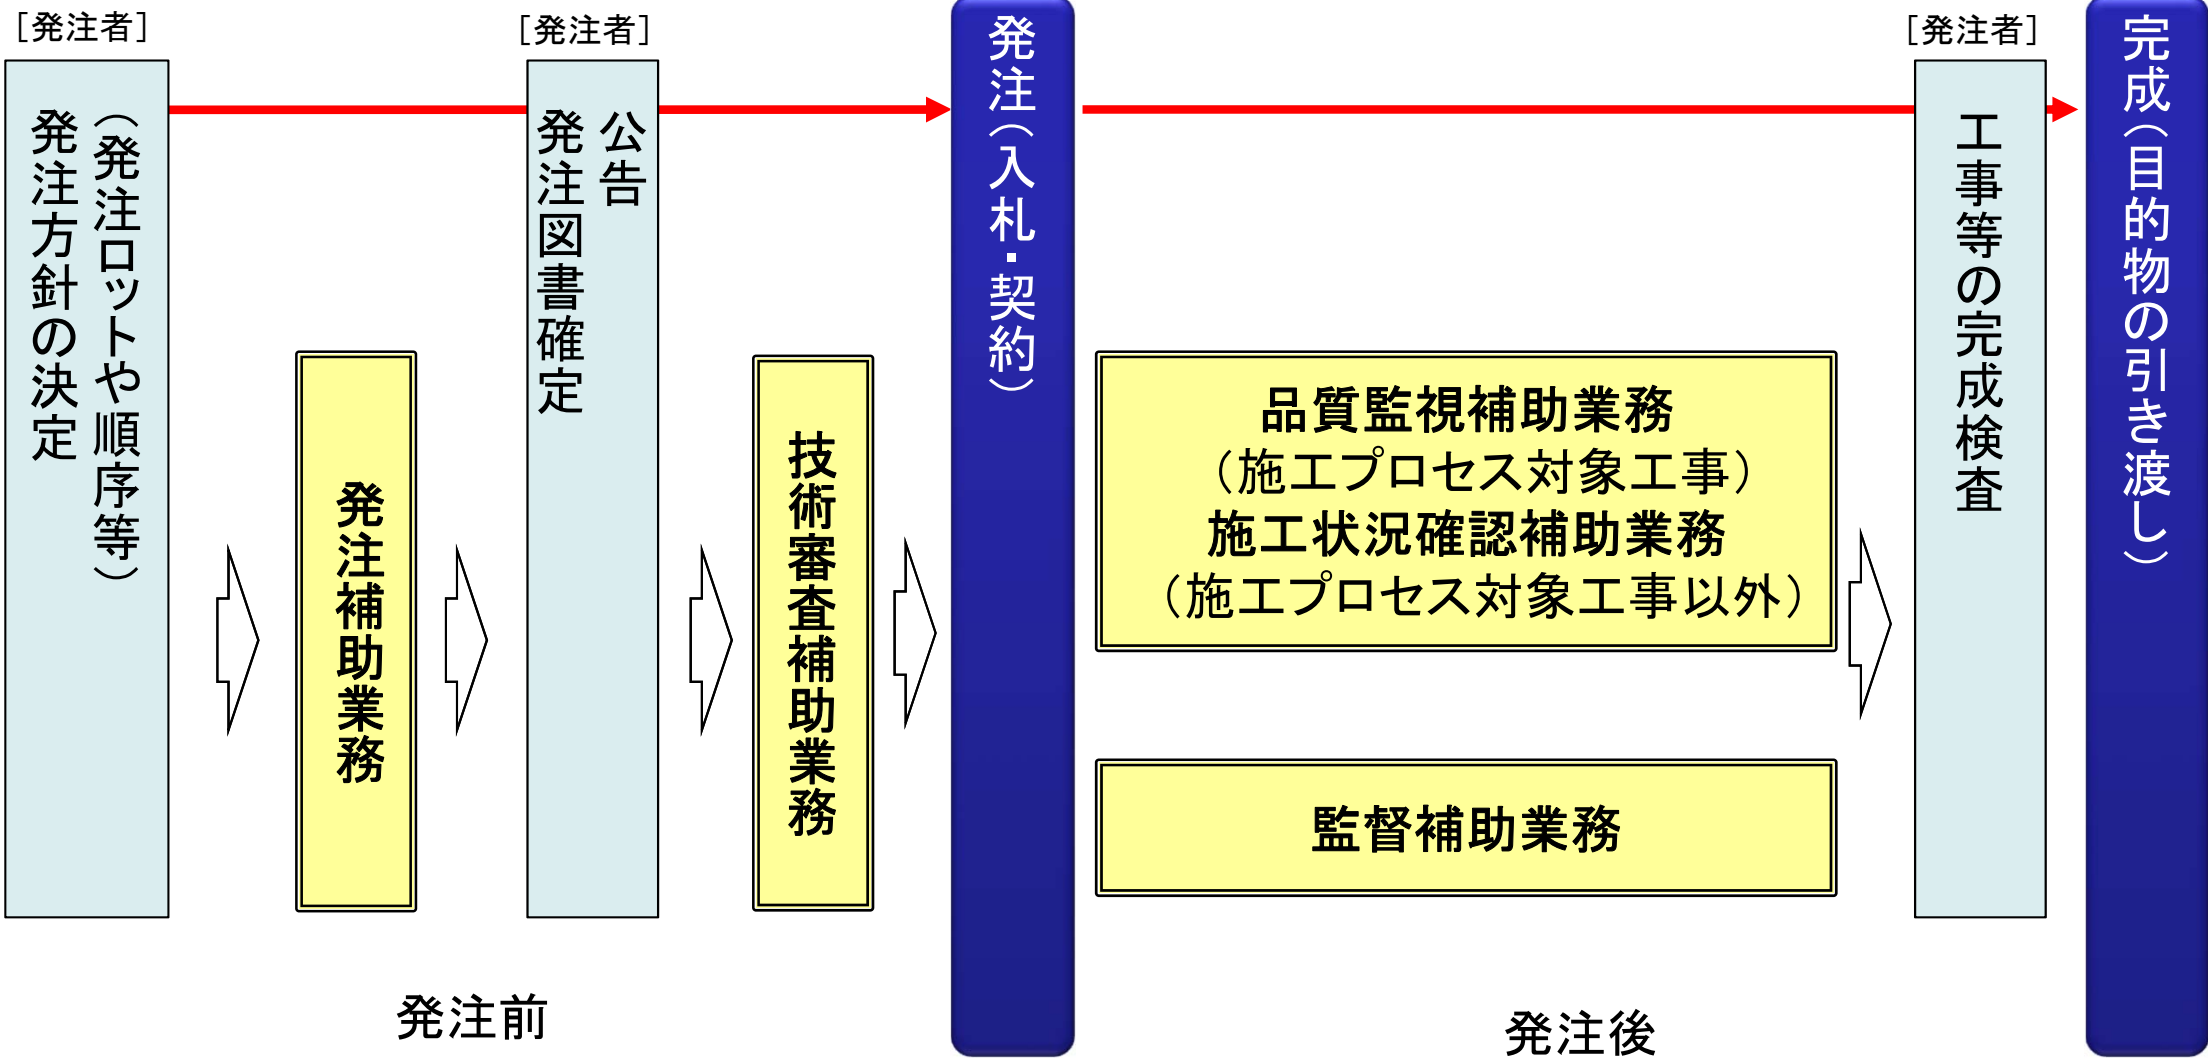 ［発注者］
発注方針の決定
（発注ロットや順序等）
発注補助業務
［発注者］
発注図書確定
公告
技術審査補助業務
発注（入札・契約）
品質監視補助業務
（施工プロセス対象工事）
施工状況確認補助業務
（施工プロセス対象工事以外）
監督補助業務
［発注者］
工事等の完成検査
完成（目的物の引き渡し）
発注前
発注後